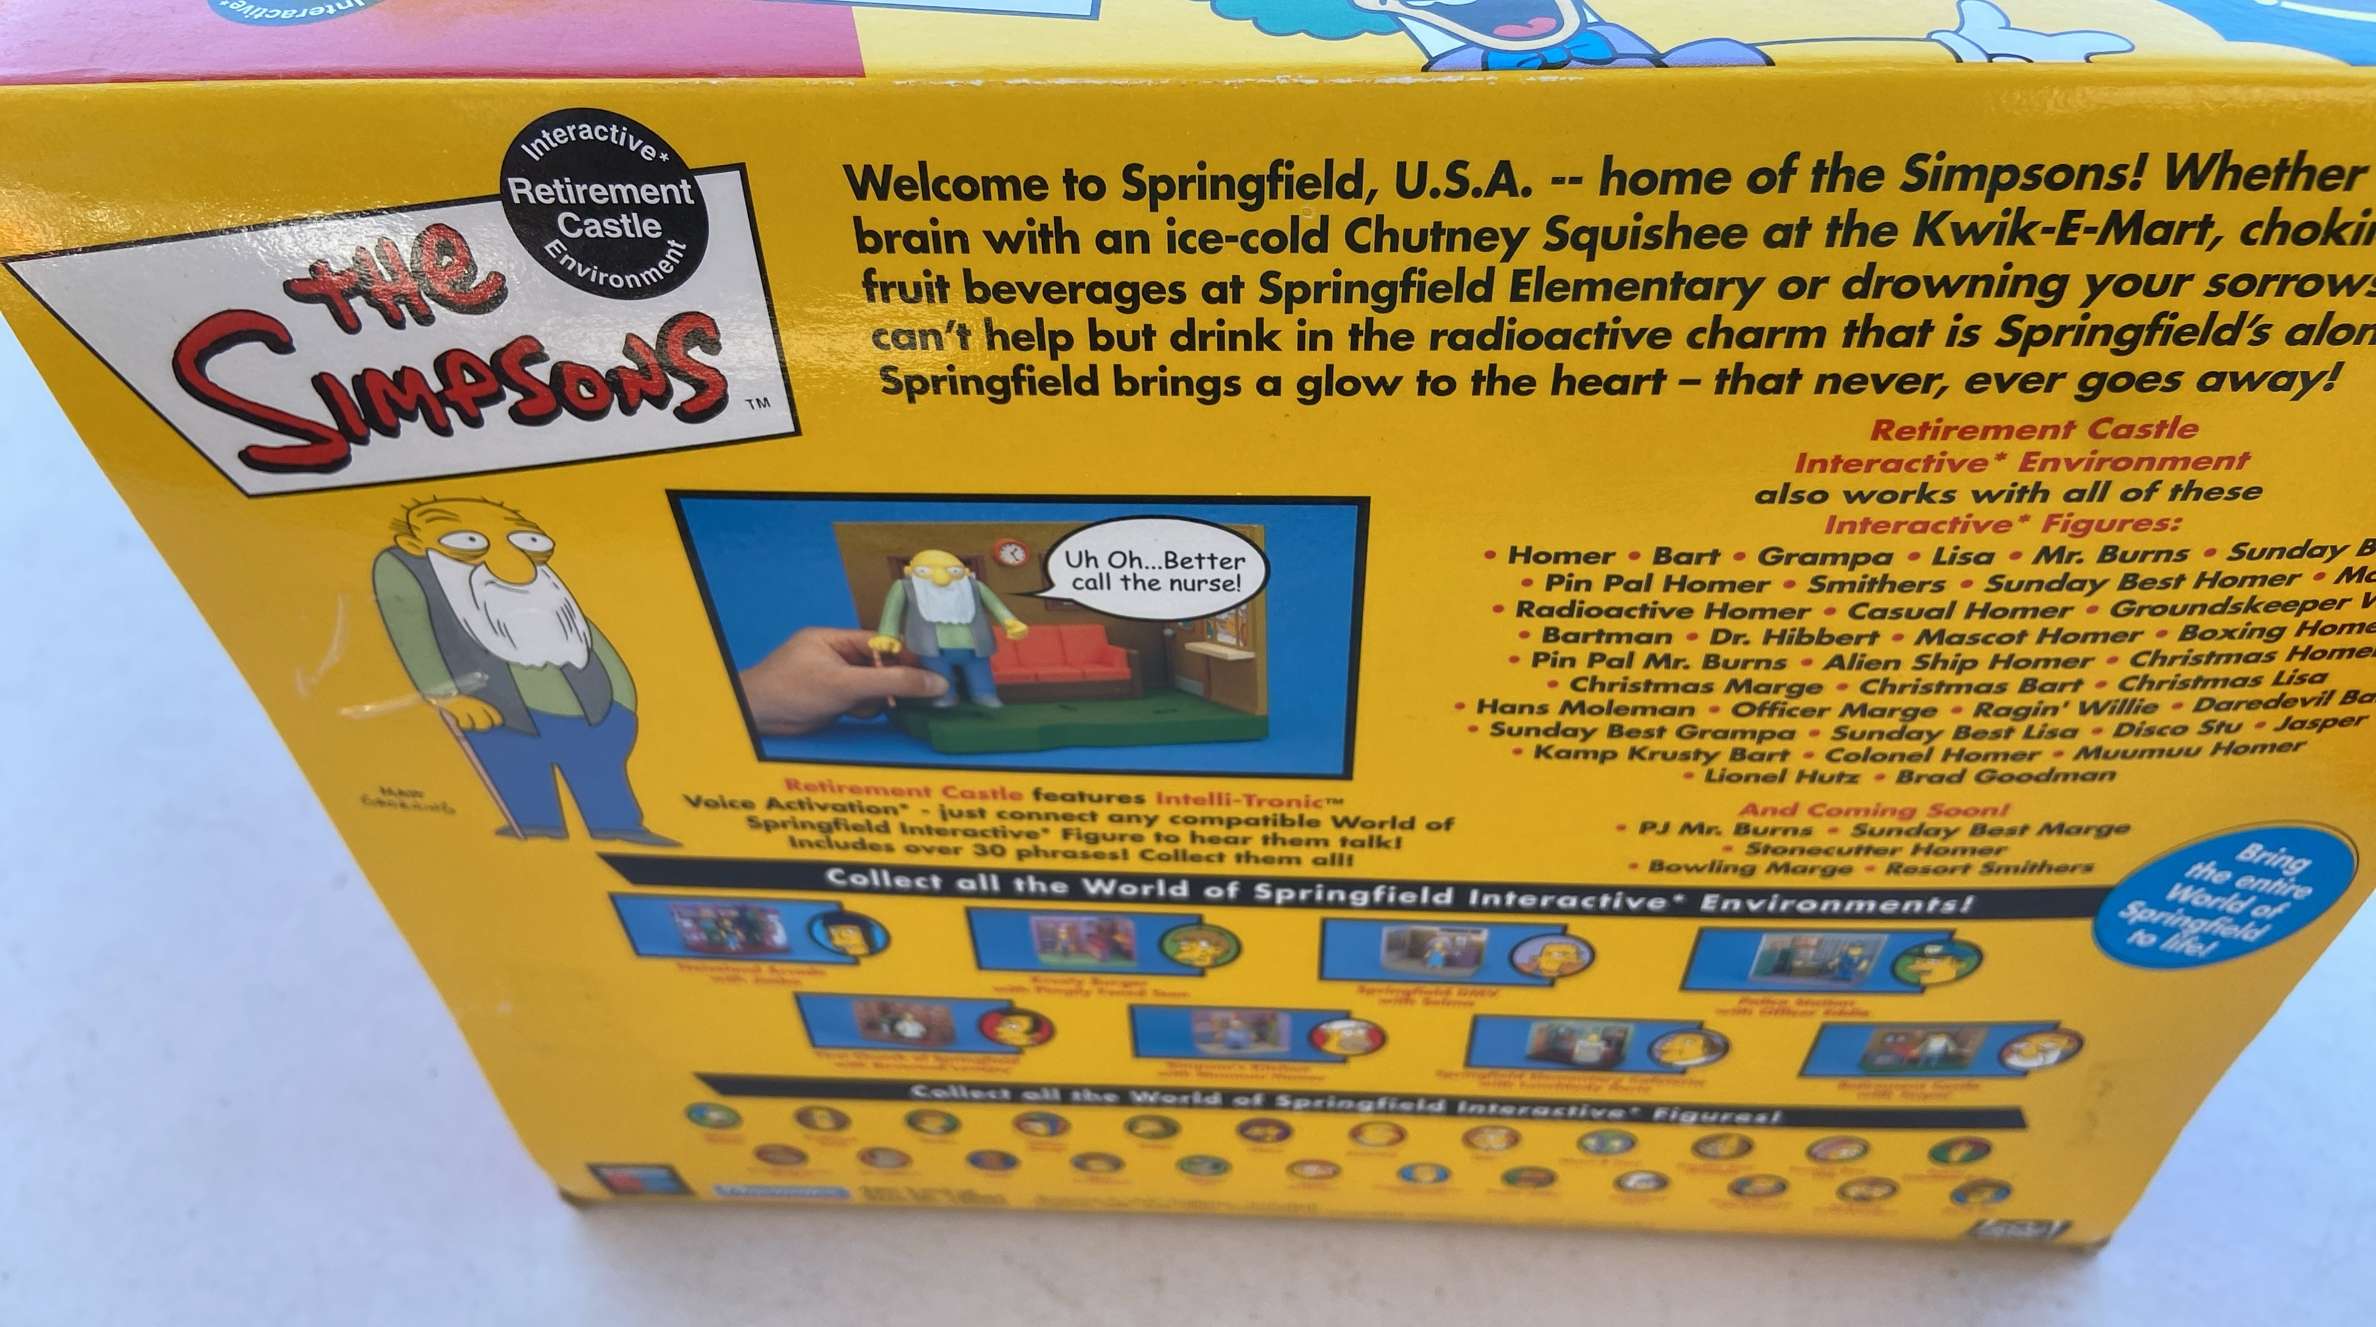 Interactive*
Interactive*
Retirement
Castle
Environment
THE
SIMPSONS
TM
Welcome to Springfield, U.S.A. -- home of the Simpsons! Whether
brain with an ice-cold Chutney Squishee at the Kwik-E-Mart,
fruit beverages at Springfield Elementary or drowning your sorrows
can't help but drink in the radioactive charm that is Springfield's
Springfield brings a glow to the heart – that never, ever goes away!
Uh Oh...Better
call the nurse!
MATT
GROENING
Retirement Castle features Intelli-Tronic™
Voice Activation* - just connect any compatible World of
Springfield Interactive* Figure to hear them talk!
Includes over 30 phrases! Collect them all!
Retirement Castle
Interactive* Environment
also works with all of these
Interactive* Figures:
• Homer • Bart • Grampa • Lisa • Mr. Burns • Sunday
• Pin Pal Homer • Smithers • Sunday Best Homer •
• Radioactive Homer • Casual Homer • Groundskeeper
• Bartman • Dr. Hibbert • Mascot Homer • Boxing
• Pin Pal Mr. Burns • Alien Ship Homer • Christmas
• Christmas Marge • Christmas Bart • Christmas Lisa
• Hans Moleman • Officer Marge • Ragin' Willie • Daredevil
• Sunday Best Grampa • Sunday Best Lisa • Disco Stu • Jasper
• Kamp Krusty Bart • Colonel Homer • Muumuu Homer
• Lionel Hutz • Brad Goodman
And Coming Soon!
• PJ Mr. Burns • Sunday Best Marge
• Stonecutter Homer
• Bowling Marge • Resort Smithers
Bring
the entire
World of
Springfield
to life!
Collect all the World of Springfield Interactive* Environments!
Collect all the World of Springfield Interactive* Figures!